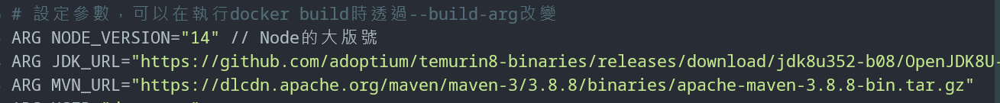 # 設定參數，可以在執行docker build時透過--build-arg改變
ARG NODE_VERSION="14" // Node的大版號
ARG JDK_URL="https://github.com/adoptium/temurin8-binaries/releases/download/jdk8u352-b08/OpenJDK8U-
ARG MVN_URL="https://dlcdn.apache.org/maven/maven-3/3.8.8/binaries/apache-maven-3.8.8-bin.tar.gz"